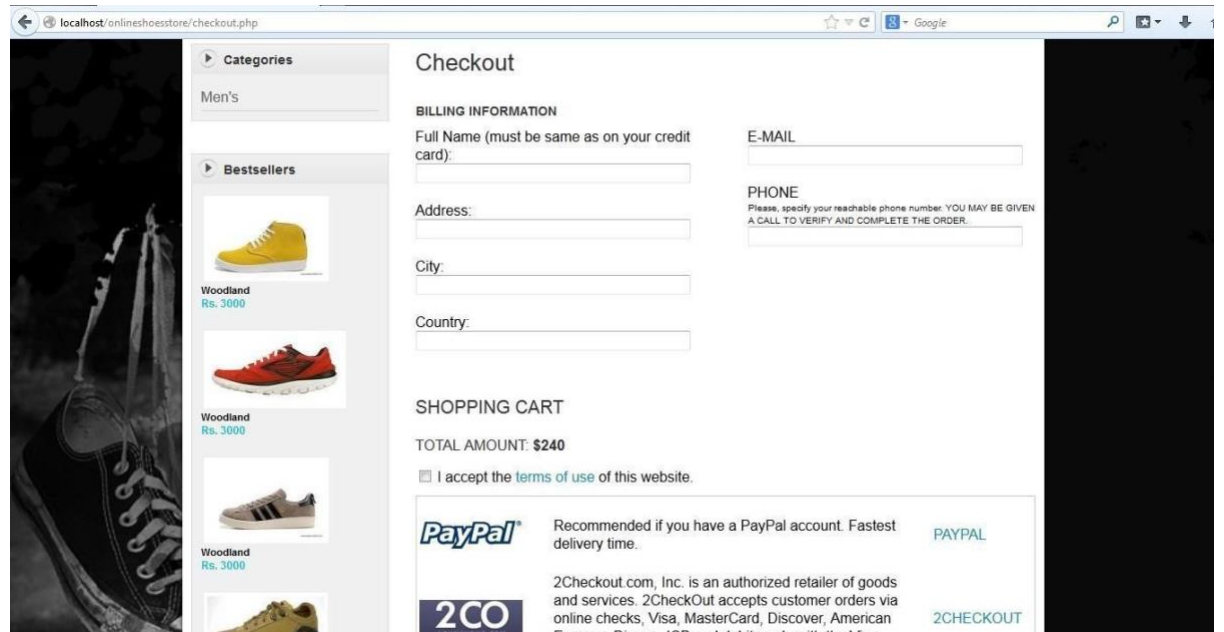 localhost/onlineshoesstore/checkout.php
Google
Categories
Men's
Bestsellers
Woodland
Rs. 3000
Woodland
Rs. 3000
Woodland
Rs. 3000
Checkout
BILLING INFORMATION
Full Name (must be same as on your credit
card):
Address:
City:
Country:
E-MAIL
PHONE
Please, specify your reachable phone number. YOU MAY BE GIVEN
A CALL TO VERIFY AND COMPLETE THE ORDER.
SHOPPING CART
TOTAL AMOUNT: $240
I accept the terms of use of this website.
PayPal
Recommended if you have a PayPal account. Fastest
delivery time.
PAYPAL
2CO
2Checkout.com, Inc. is an authorized retailer of goods
and services. 2CheckOut accepts customer orders via
online checks, Visa, MasterCard, Discover, American
2CHECKOUT